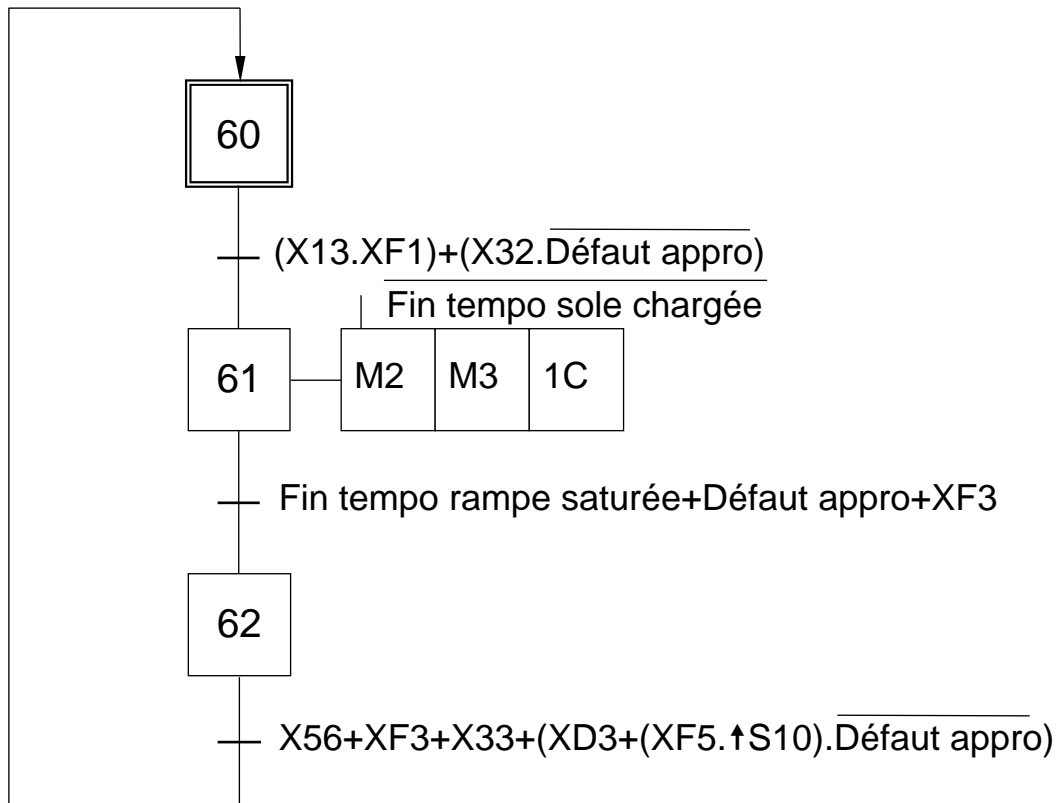 60
(X13.XF1)+(X32.Défaut appro)
Fin tempo sole chargée
61 M2 M3 1C
Fin tempo rampe saturée+Défaut appro+XF3
62
X56+XF3+X33+(XD3+(XF5.↑S10).Défaut appro)